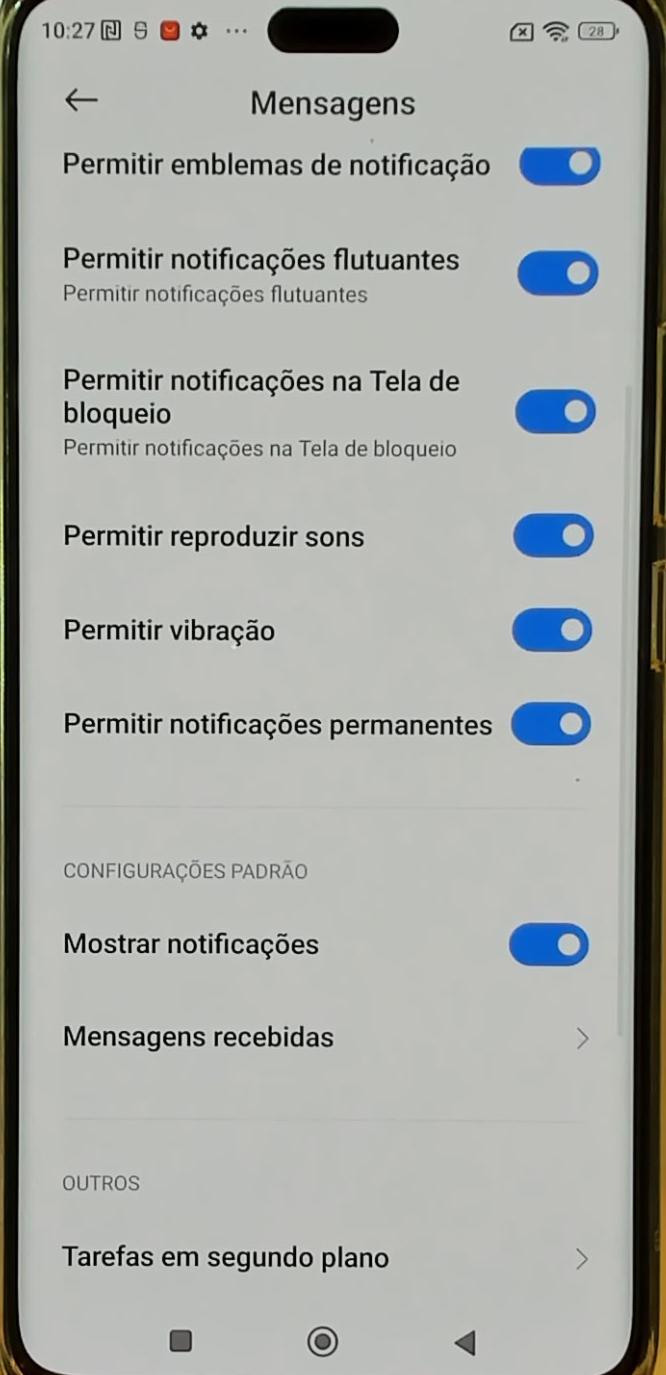 10:27
28
Mensagens
Permitir emblemas de notificação
Permitir notificações flutuantes
Permitir notificações flutuantes
Permitir notificações na Tela de
bloqueio
Permitir notificações na Tela de bloqueio
Permitir reproduzir sons
Permitir vibração
Permitir notificações permanentes
CONFIGURAÇÕES PADRÃO
Mostrar notificações
Mensagens recebidas
OUTROS
Tarefas em segundo plano